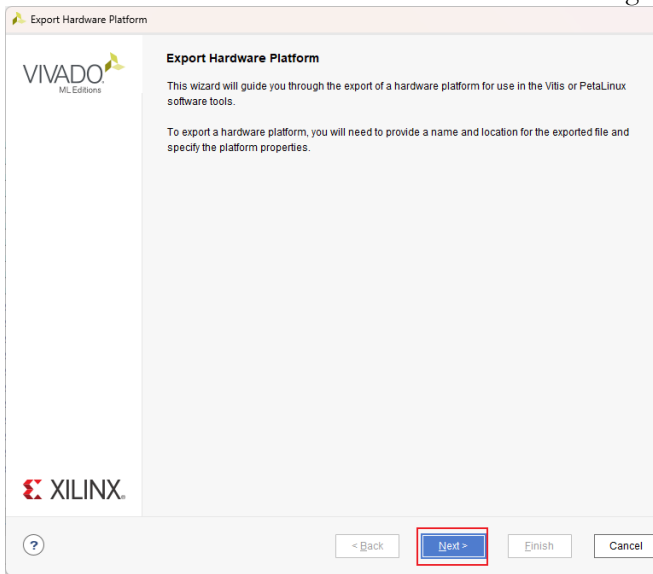 Export Hardware Platform
VIVADO
ML Editions
Export Hardware Platform
This wizard will guide you through the export of a hardware platform for use in the Vitis or PetaLinux
software tools.
To export a hardware platform, you will need to provide a name and location for the exported file and
specify the platform properties.
XILINX
?
< Back
Next >
Finish
Cancel